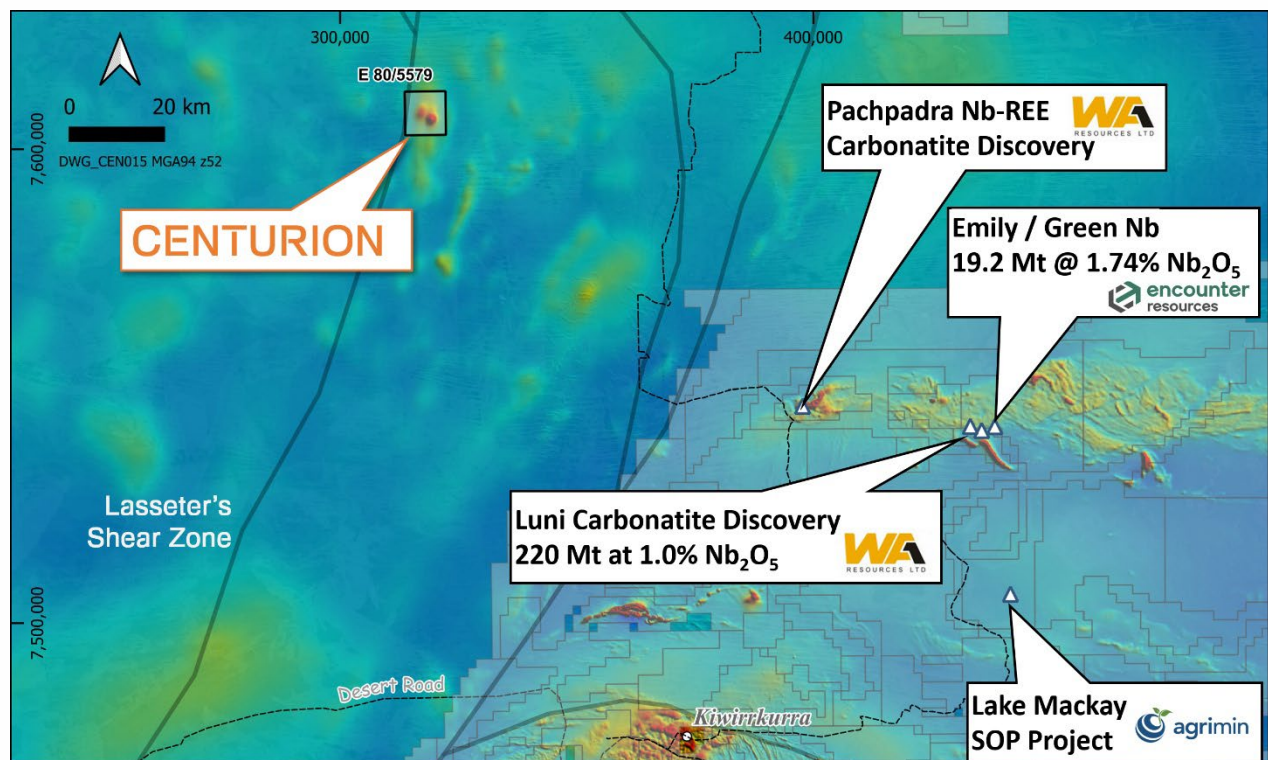 300,000
400,000
E 80/5579
0 20 km
DWG_CEN015 MGA94 z52
7,600,000
CENTURION
Pachpadra Nb-REE
Carbonatite Discovery
WA
RESOURCES LTD
Emily / Green Nb
19.2 Mt @ 1.74% Nb₂O₅
encounter
resources
Lasseter's
Shear Zone
Luni Carbonatite Discovery
220 Mt at 1.0% Nb₂O₅
WA
RESOURCES LTD
7,500,000
Desert Road
Kiwirrkurra
Lake Mackay
SOP Project
agrimin